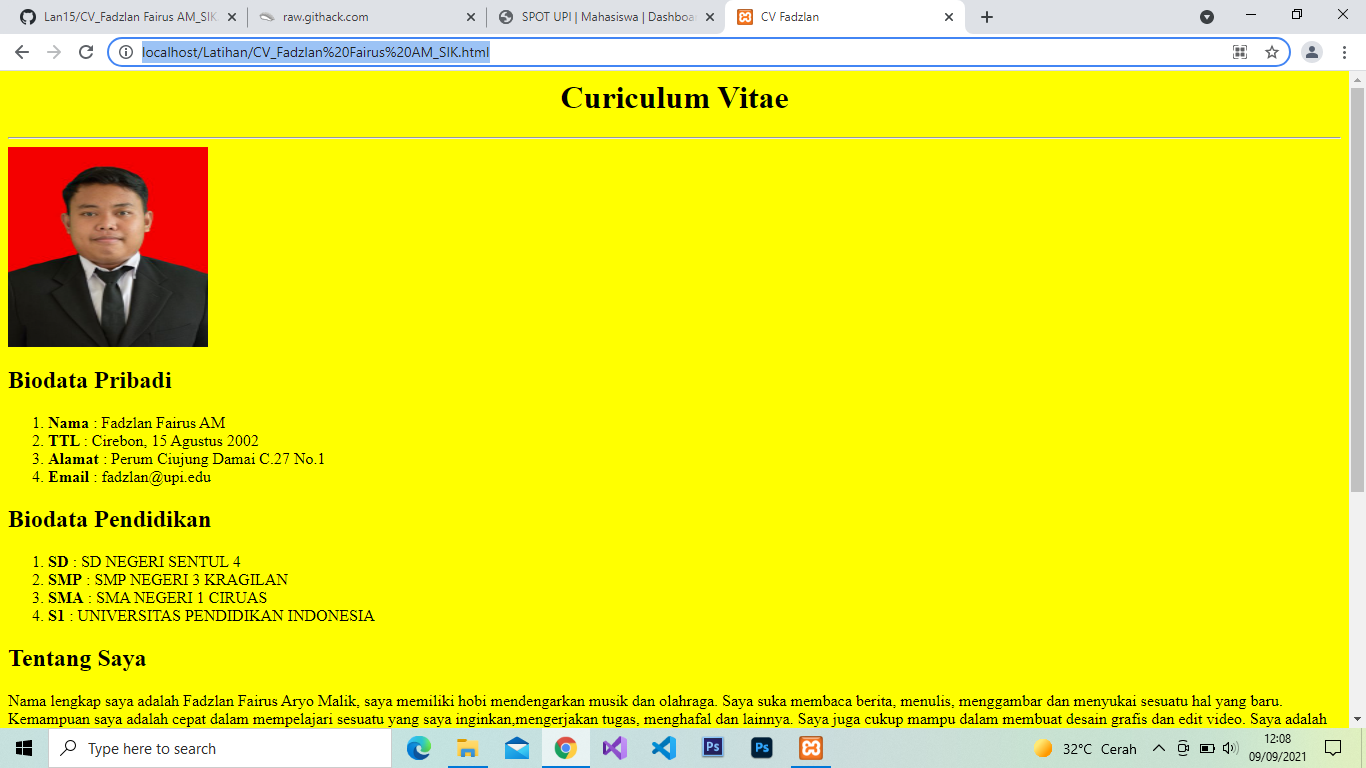 Lan15/CV_Fadzlan Fairus AM_SIK
raw.githack.com
SPOT UPI | Mahasiswa | Dashboa
CV Fadzlan
localhost/Latihan/CV_Fadzlan%20Fairus%20AM_SIK.html
Curiculum Vitae
Biodata Pribadi
1. Nama : Fadzlan Fairus AM
2. TTL : Cirebon, 15 Agustus 2002
3. Alamat : Perum Ciujung Damai C.27 No.1
4. Email : fadzlan@upi.edu
Biodata Pendidikan
1. SD : SD NEGERI SENTUL 4
2. SMP : SMP NEGERI 3 KRAGILAN
3. SMA : SMA NEGERI 1 CIRUAS
4. S1 : UNIVERSITAS PENDIDIKAN INDONESIA
Tentang Saya
Nama lengkap saya adalah Fadzlan Fairus Aryo Malik, saya memiliki hobi mendengarkan musik dan olahraga. Saya suka membaca berita, menulis, menggambar dan menyukai sesuatu hal yang baru.
Kemampuan saya adalah cepat dalam mempelajari sesuatu yang saya inginkan,mengerjakan tugas, menghafal dan lainnya. Saya juga cukup mampu dalam membuat desain grafis dan edit video. Saya adalah
Type here to search
Ps
Ps
32°C Cerah
12:08
09/09/2021